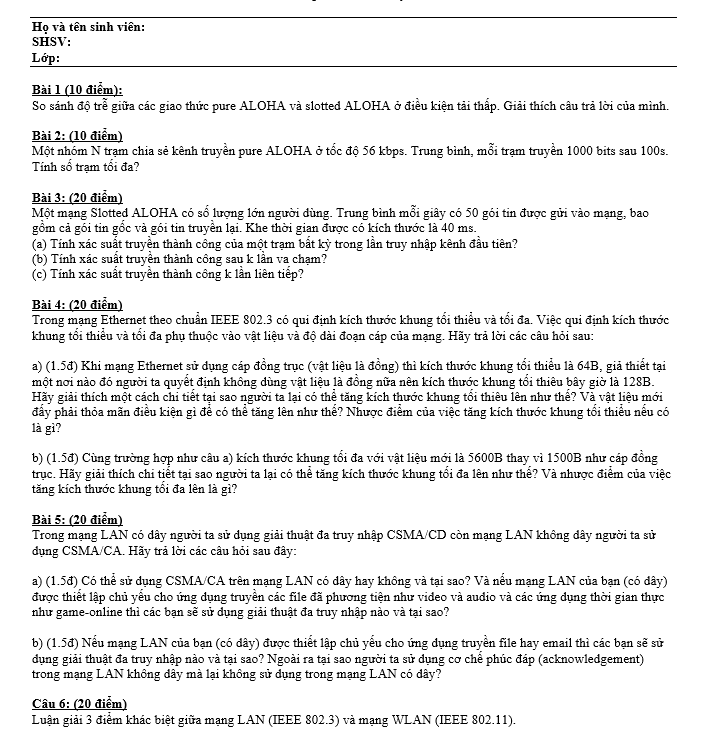 Họ và tên sinh viên:
SHSV:
Lớp:
Bài 1 (10 điểm):
So sánh độ trễ giữa các giao thức pure ALOHA và slotted ALOHA ở điều kiện tải thấp. Giải thích câu trả lời của mình.
Bài 2: (10 điểm)
Một nhóm N trạm chia sẻ kênh truyền pure ALOHA ở tốc độ 56 kbps. Trung bình, mỗi trạm truyền 1000 bits sau 100s.
Tính số trạm tối đa?
Bài 3: (20 điểm)
Một mạng Slotted ALOHA có số lượng lớn người dùng. Trung bình mỗi giây có 50 gói tin được gửi vào mạng, bao
gồm cả gói tin gốc và gói tin truyền lại. Khe thời gian được có kích thước là 40 ms.
(a) Tính xác suất truyền thành công của một trạm bất kỳ trong lần truy nhập kênh đầu tiên?
(b) Tính xác suất truyền thành công sau k lần va chạm?
(c) Tính xác suất truyền thành công k lần liên tiếp?
Bài 4: (20 điểm)
Trong mạng Ethernet theo chuẩn IEEE 802.3 có qui định kích thước khung tối thiểu và tối đa. Việc qui định kích thước
khung tối thiểu và tối đa phụ thuộc vào vật liệu và độ dài đoạn cáp của mạng. Hãy trả lời các câu hỏi sau:
a) (1.5đ) Khi mạng Ethernet sử dụng cáp đồng trục (vật liệu là đồng) thì kích thước khung tối thiểu là 64B, giả thiết tại
một nơi nào đó người ta quyết định không dùng vật liệu là đồng nữa nên kích thước khung tối thiêu bây giờ là 128B.
Hãy giải thích một cách chi tiết tại sao người ta lại có thể tăng kích thước khung tối thiêu lên như thế? Và vật liệu mới
đấy phải thỏa mãn điều kiện gì để có thể tăng lên như thế? Nhược điểm của việc tăng kích thước khung tối thiểu nếu có
là gì?
b) (1.5đ) Cùng trường hợp như câu a) kích thước khung tối đa với vật liệu mới là 5600B thay vì 1500B như cáp đồng
trục. Hãy giải thích chi tiết tại sao người ta lại có thể tăng kích thước khung tối đa lên như thế? Và nhược điểm của việc
tăng kích thước khung tối đa lên là gì?
Bài 5: (20 điểm)
Trong mạng LAN có dây người ta sử dụng giải thuật đa truy nhập CSMA/CD còn mạng LAN không dây người ta sử
dụng CSMA/CA. Hãy trả lời các câu hỏi sau đây:
a) (1.5đ) Có thể sử dụng CSMA/CA trên mạng LAN có dây hay không và tại sao? Và nếu mạng LAN của bạn (có dây)
được thiết lập chủ yếu cho ứng dụng truyền các file đã phương tiện như video và audio và các ứng dụng thời gian thực
như game-online thì các bạn sẽ sử dụng giải thuật đa truy nhập nào và tại sao?
b) (1.5đ) Nếu mạng LAN của bạn (có dây) được thiết lập chủ yếu cho ứng dụng truyền file hay email thì các bạn sẽ sử
dụng giải thuật đa truy nhập nào và tại sao? Ngoài ra tại sao người ta sử dụng cơ chế phúc đáp (acknowledgement)
trong mạng LAN không dây mà lại không sử dụng trong mạng LAN có dây?
Câu 6: (20 điểm)
Luận giải 3 điểm khác biệt giữa mạng LAN (IEEE 802.3) và mạng WLAN (IEEE 802.11).